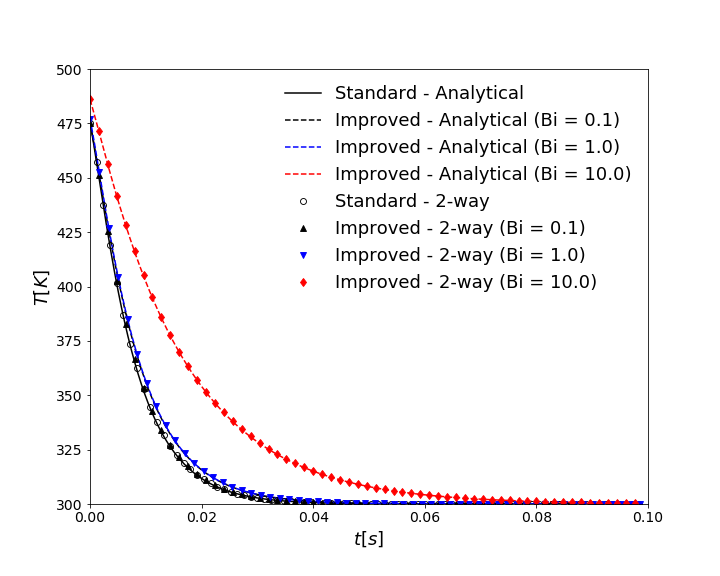 500
475
450
425
400
375
350
325
300
T[K]
Standard - Analytical
Improved - Analytical (Bi = 0.1)
Improved - Analytical (Bi = 1.0)
Improved - Analytical (Bi = 10.0)
Standard - 2-way
Improved - 2-way (Bi = 0.1)
Improved - 2-way (Bi = 1.0)
Improved - 2-way (Bi = 10.0)
0.00 0.02 0.04 0.06 0.08 0.10
t[s]